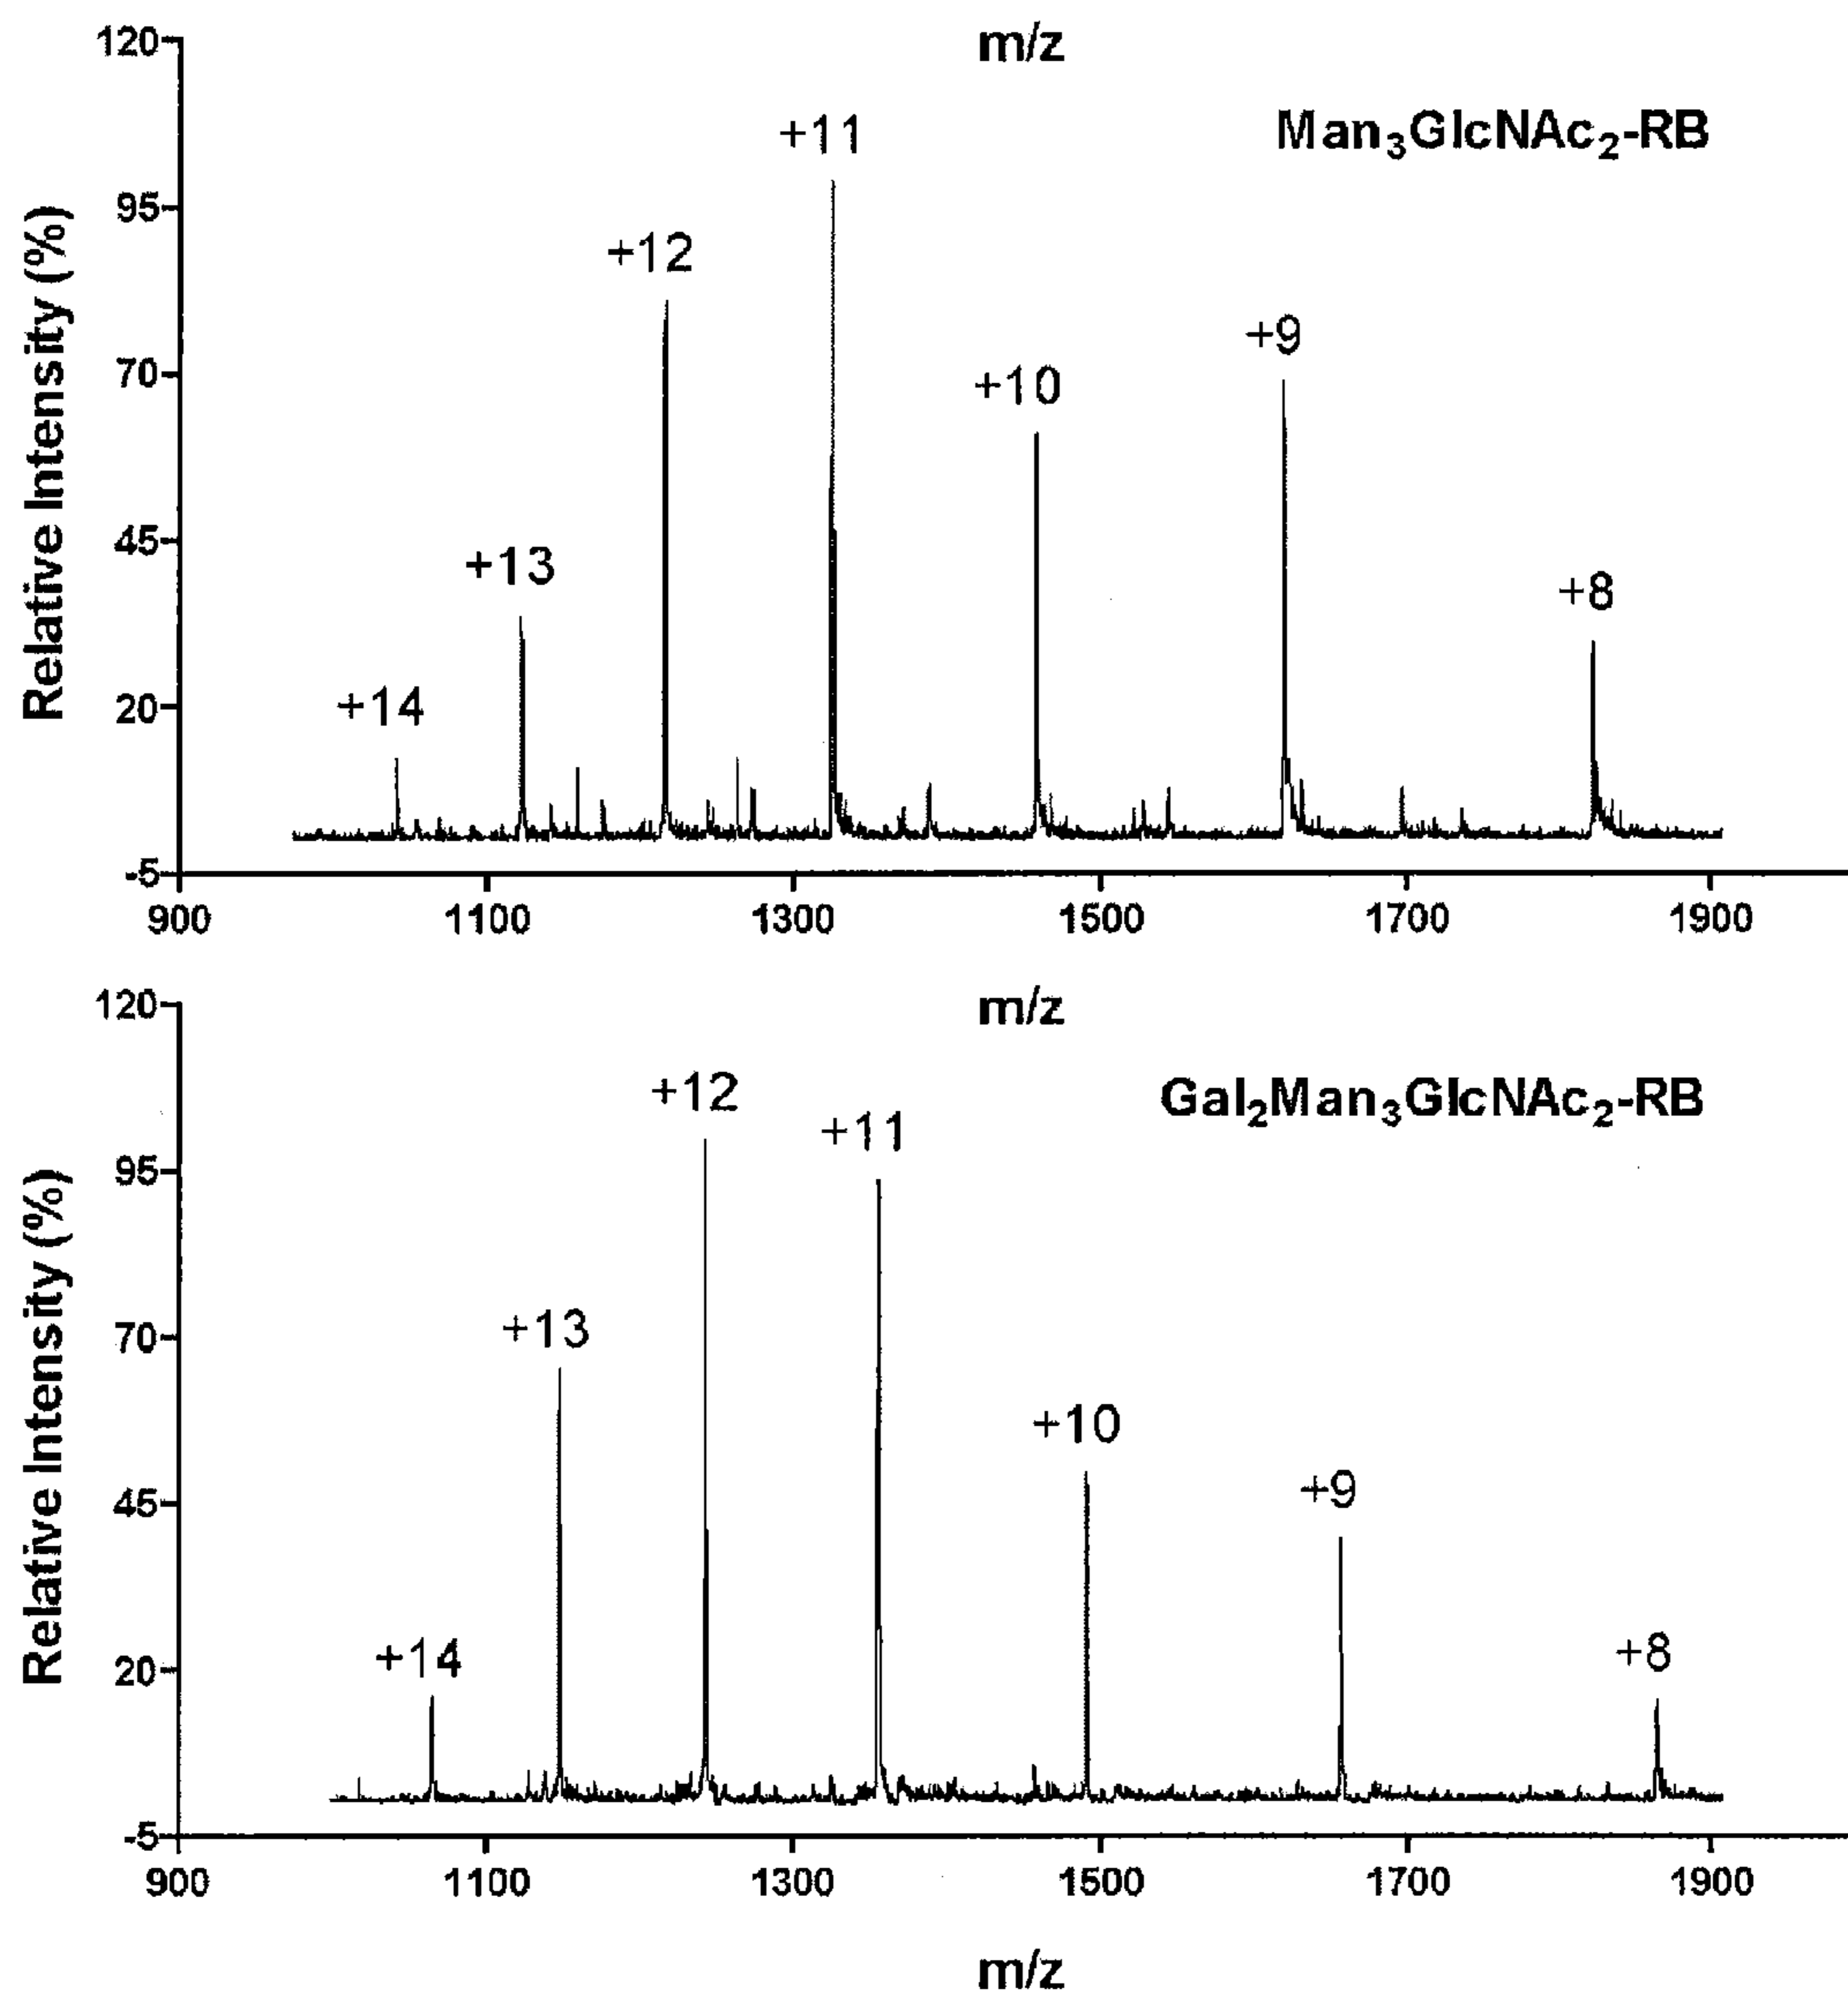 m/z
120
95
70
45
20
-5
Relative Intensity (%)
Man3GlcNAc2-RB
+14
+13
+12
+11
+10
+9
+8
900 1100 1300 1500 1700 1900
m/z
120
95
70
45
20
-5
Relative Intensity (%)
Gal2Man3GlcNAc2-RB
+14
+13
+12
+11
+10
+9
+8
900 1100 1300 1500 1700 1900
m/z